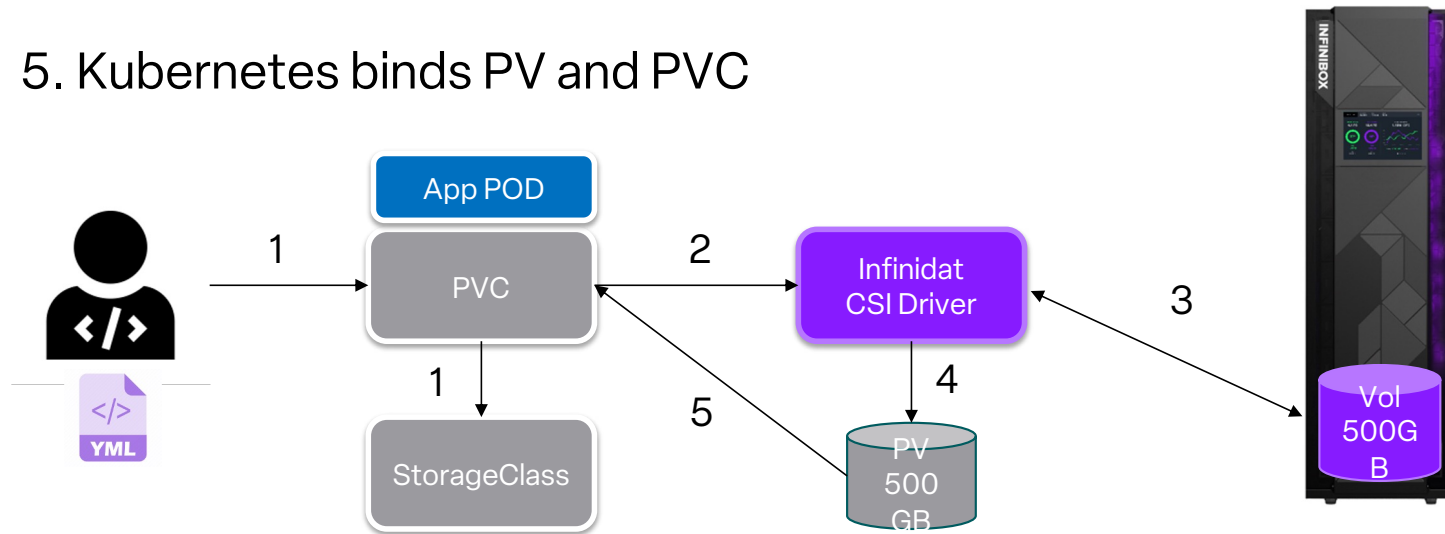 5. Kubernetes binds PV and PVC
INFINIBOX
App POD
1
PVC
2
Infinidat
CSI Driver
3
</>
1
4
5
</>
YML
StorageClass
PV
500
GB
Vol
500G
B